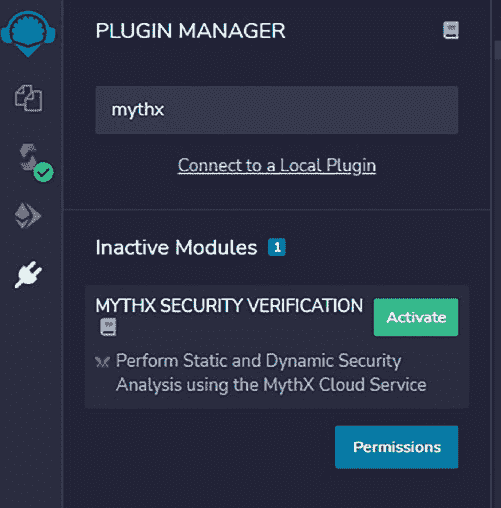 PLUGIN MANAGER
mythx
Connect to a Local Plugin
Inactive Modules 1
MYTHX SECURITY VERIFICATION
Activate
Perform Static and Dynamic Security
Analysis using the MythX Cloud Service
Permissions